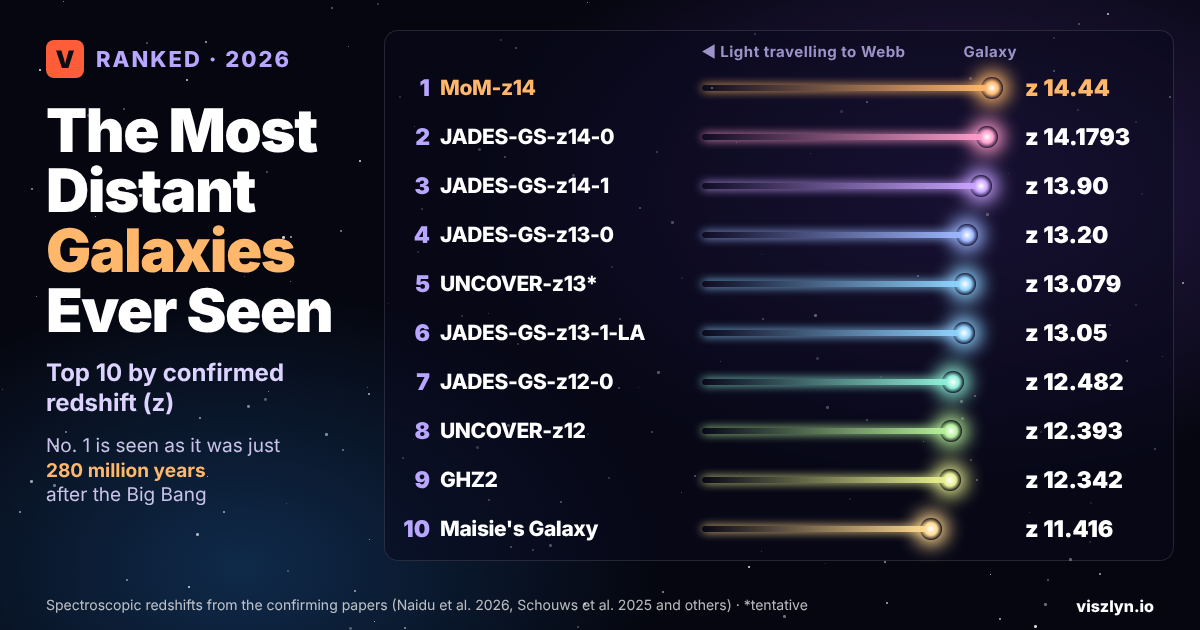 V RANKED · 2026
The Most
Distant
Galaxies
Ever Seen
Top 10 by confirmed
redshift (z)
No. 1 is seen as it was just
280 million years
after the Big Bang
◀ Light travelling to Webb Galaxy
1 MoM-z14 z 14.44
2 JADES-GS-z14-0 z 14.1793
3 JADES-GS-z14-1 z 13.90
4 JADES-GS-z13-0 z 13.20
5 UNCOVER-z13* z 13.079
6 JADES-GS-z13-1-LA z 13.05
7 JADES-GS-z12-0 z 12.482
8 UNCOVER-z12 z 12.393
9 GHZ2 z 12.342
10 Maisie's Galaxy z 11.416
Spectroscopic redshifts from the confirming papers (Naidu et al. 2026, Schouws et al. 2025 and others) · *tentative
viszlyn.io